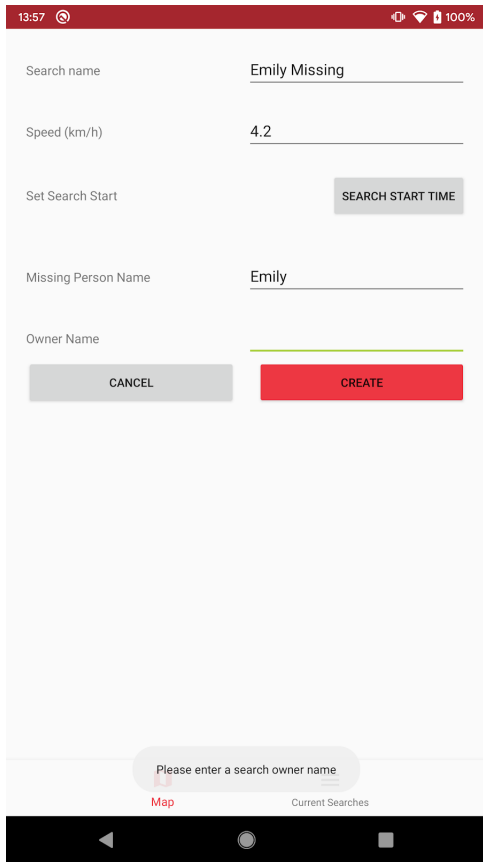 13:57 100%
Search name Emily Missing
Speed (km/h) 4.2
Set Search Start SEARCH START TIME
Missing Person Name Emily
Owner Name
CANCEL CREATE
Please enter a search owner name
Map Current Searches